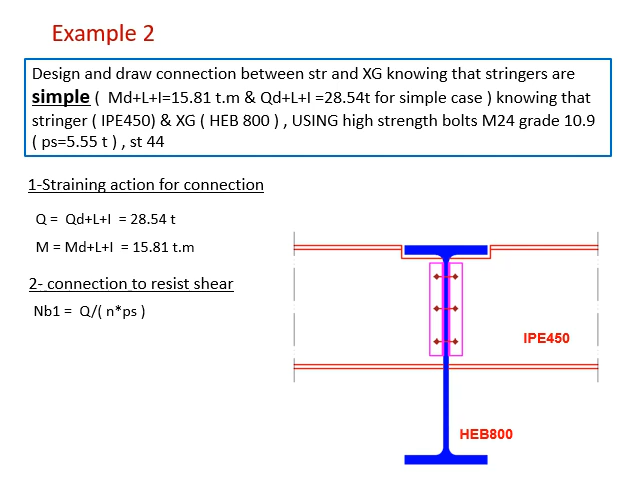 Example 2
Design and draw connection between str and XG knowing that stringers are
simple ( Md+L+I=15.81 t.m & Qd+L+I =28.54t for simple case ) knowing that
stringer ( IPE450) & XG ( HEB 800 ) , USING high strength bolts M24 grade 10.9
( ps=5.55 t ) , st 44
1-Straining action for connection
Q = Qd+L+I = 28.54 t
M = Md+L+I = 15.81 t.m
2- connection to resist shear
Nb1 = Q/( n*ps )
IPE450
HEB800